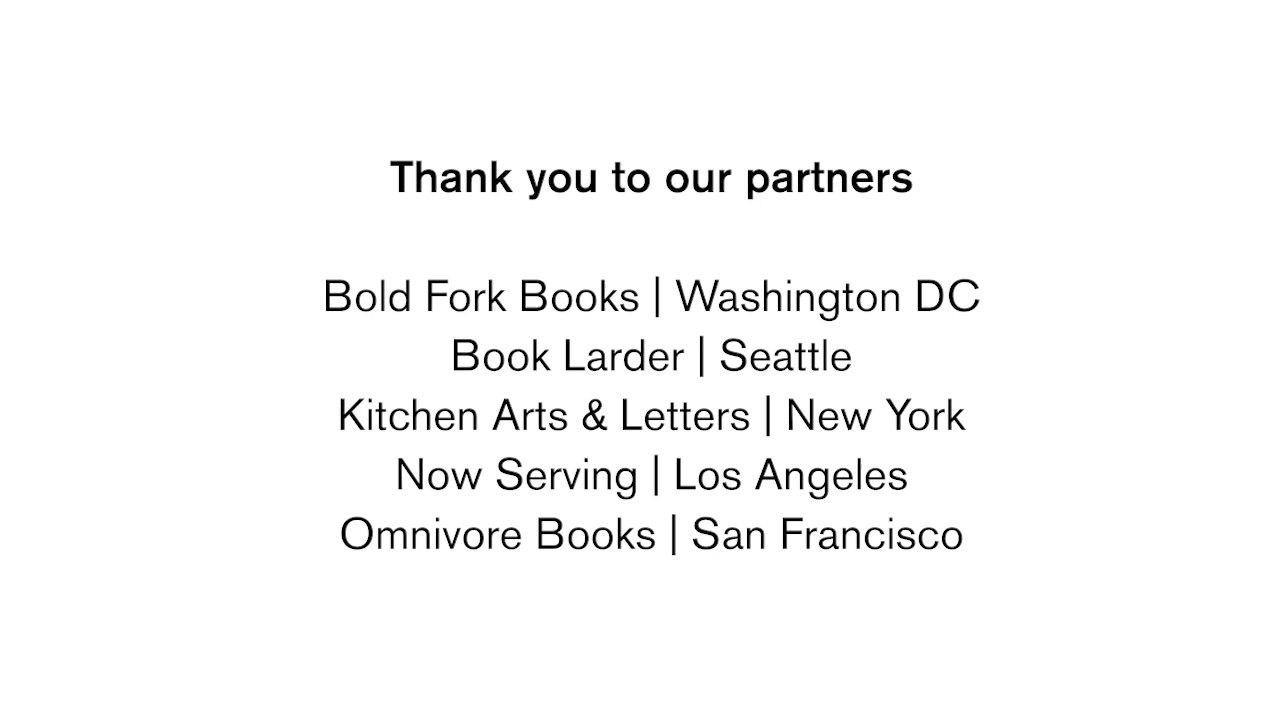 Thank you to our partners
Bold Fork Books | Washington DC
Book Larder | Seattle
Kitchen Arts & Letters | New York
Now Serving | Los Angeles
Omnivore Books | San Francisco